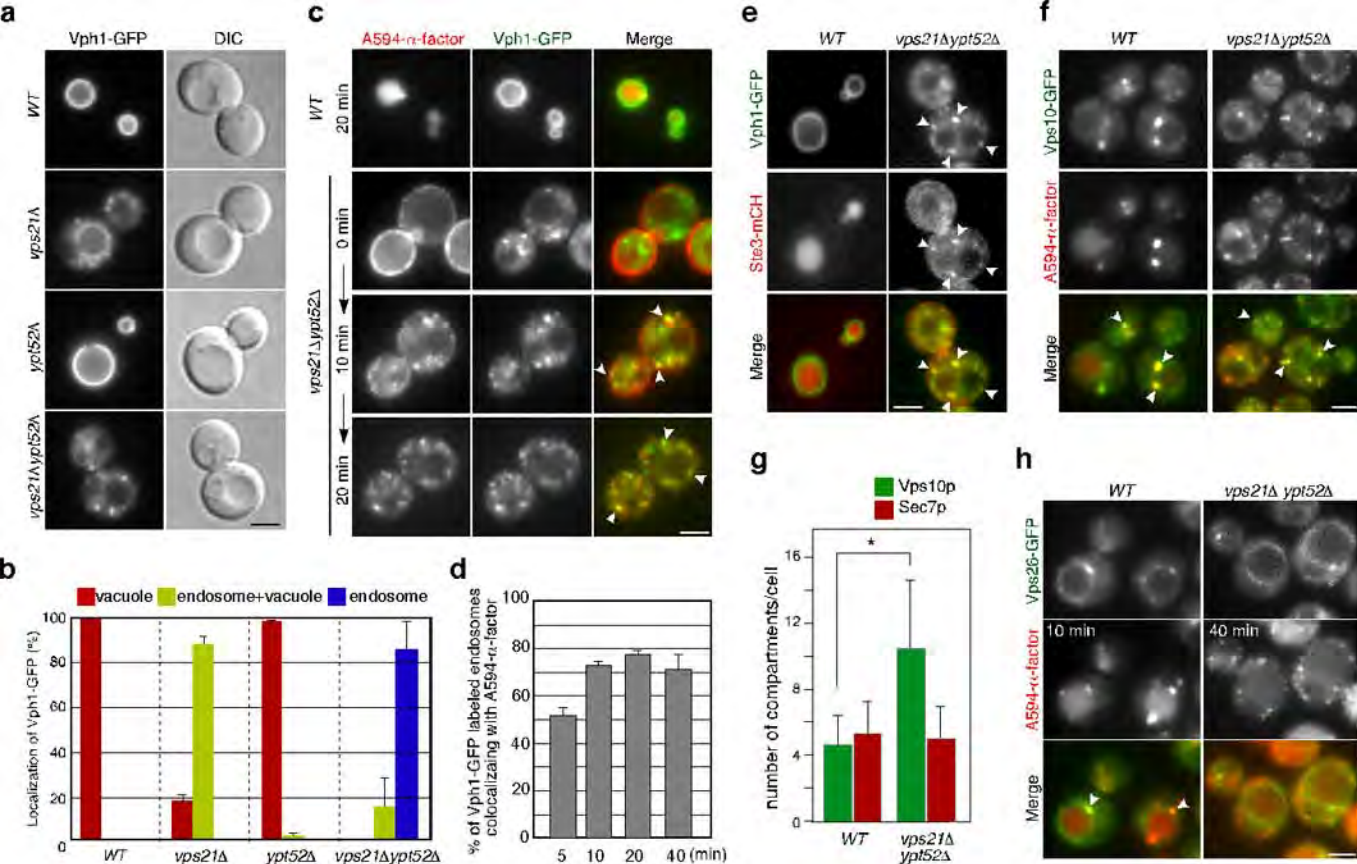 a
Vph1-GFP
DIC
WT
vps21Δ
ypt52Δ
vps21Δypt52Δ
b
vacuole
endosome+vacuole
endosome
Localization of Vph1-GFP (%)
100
80
60
40
20
0
WT
vps21Δ
ypt52Δ
vps21Δypt52Δ
c
A594-α-factor
Vph1-GFP
Merge
WT
20 min
vps21Δypt52Δ
0 min
10 min
20 min
d
% of Vph1-GFP labeled endosomes
colocalizaing with A594-α-factor
100
80
60
40
20
0
5
10
20
40 (min)
e
WT
vps21Δypt52Δ
Vph1-GFP
Ste3-mCH
Merge
f
WT
vps21Δypt52Δ
Vps10-GFP
A594-α-factor
Merge
g
Vps10p
Sec7p
number of compartments/cell
16
12
8
4
0
*
WT
vps21Δ
ypt52Δ
h
WT
vps21Δ ypt52Δ
Vps26-GFP
A594-α-factor
10 min
40 min
Merge